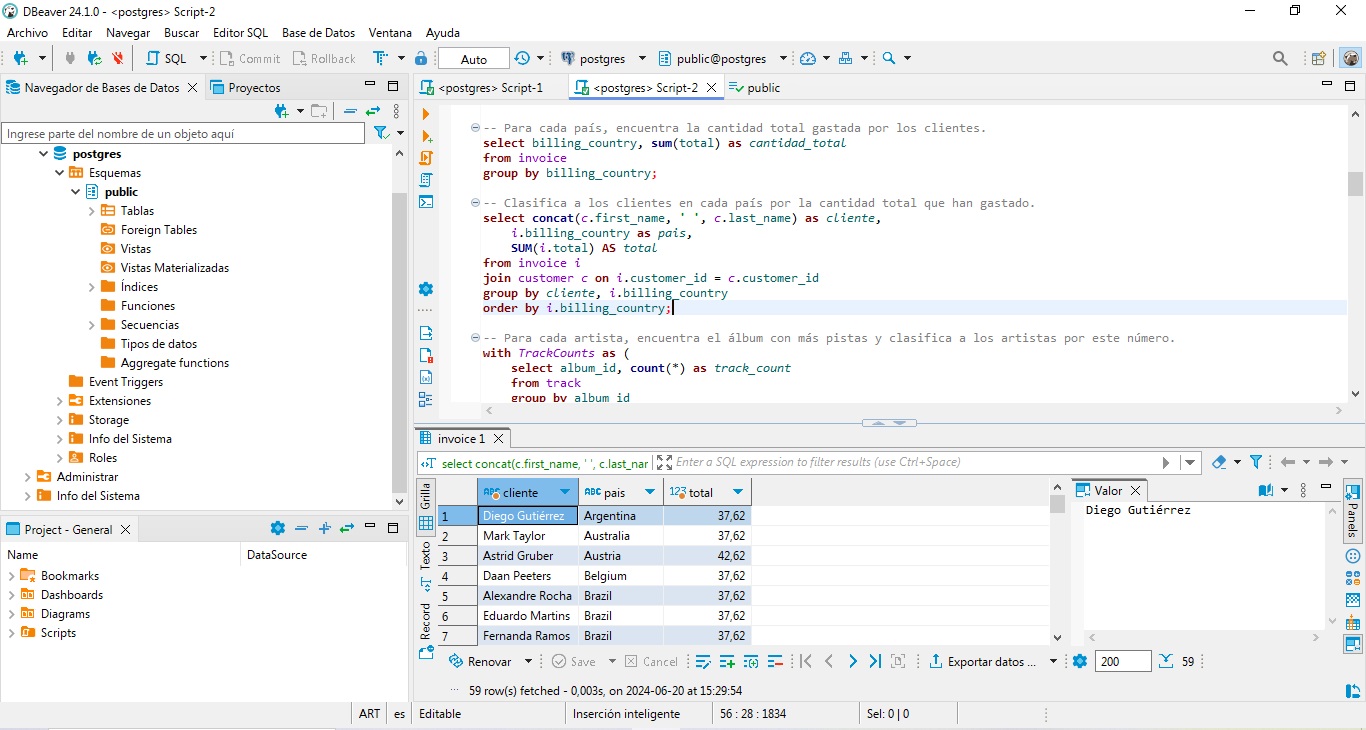 DBeaver 24.1.0 - <postgres> Script-2
Archivo Editar Navegar Buscar Editor SQL Base de Datos Ventana Ayuda
SQL Commit Rollback Auto postgres public@postgres
Navegador de Bases de Datos Proyectos
Ingrese parte del nombre de un objeto aquí
postgres
Esquemas
public
Tablas
Foreign Tables
Vistas
Vistas Materializadas
Índices
Funciones
Secuencias
Tipos de datos
Aggregate functions
Event Triggers
Extensiones
Storage
Info del Sistema
Roles
Administrar
Info del Sistema
Project - General
Name DataSource
Bookmarks
Dashboards
Diagrams
Scripts
<postgres> Script-1 <postgres> Script-2 public
-- Para cada país, encuentra la cantidad total gastada por los clientes.
select billing_country, sum(total) as cantidad_total
from invoice
group by billing_country;
-- Clasifica a los clientes en cada país por la cantidad total que han gastado.
select concat(c.first_name, ' ', c.last_name) as cliente,
i.billing_country as pais,
SUM(i.total) AS total
from invoice i
join customer c on i.customer_id = c.customer_id
group by cliente, i.billing_country
order by i.billing_country;
-- Para cada artista, encuentra el álbum con más pistas y clasifica a los artistas por este número.
with TrackCounts as (
select album_id, count(*) as track_count
from track
group by album_id
invoice 1
select concat(c.first_name, ' ', c.last_nar Enter a SQL expression to filter results (use Ctrl+Space)
Grilla
Texto
Record
ABC cliente ABC pais 123 total
1 Diego Gutiérrez Argentina 37,62
2 Mark Taylor Australia 37,62
3 Astrid Gruber Austria 42,62
4 Daan Peeters Belgium 37,62
5 Alexandre Rocha Brazil 37,62
6 Eduardo Martins Brazil 37,62
7 Fernanda Ramos Brazil 37,62
Valor
Diego Gutiérrez
Panels
Renovar Save Cancel Exportar datos ... 200 59
59 row(s) fetched - 0,003s, on 2024-06-20 at 15:29:54
ART es Editable Inserción inteligente 56 : 28 : 1834 Sel: 0 | 0